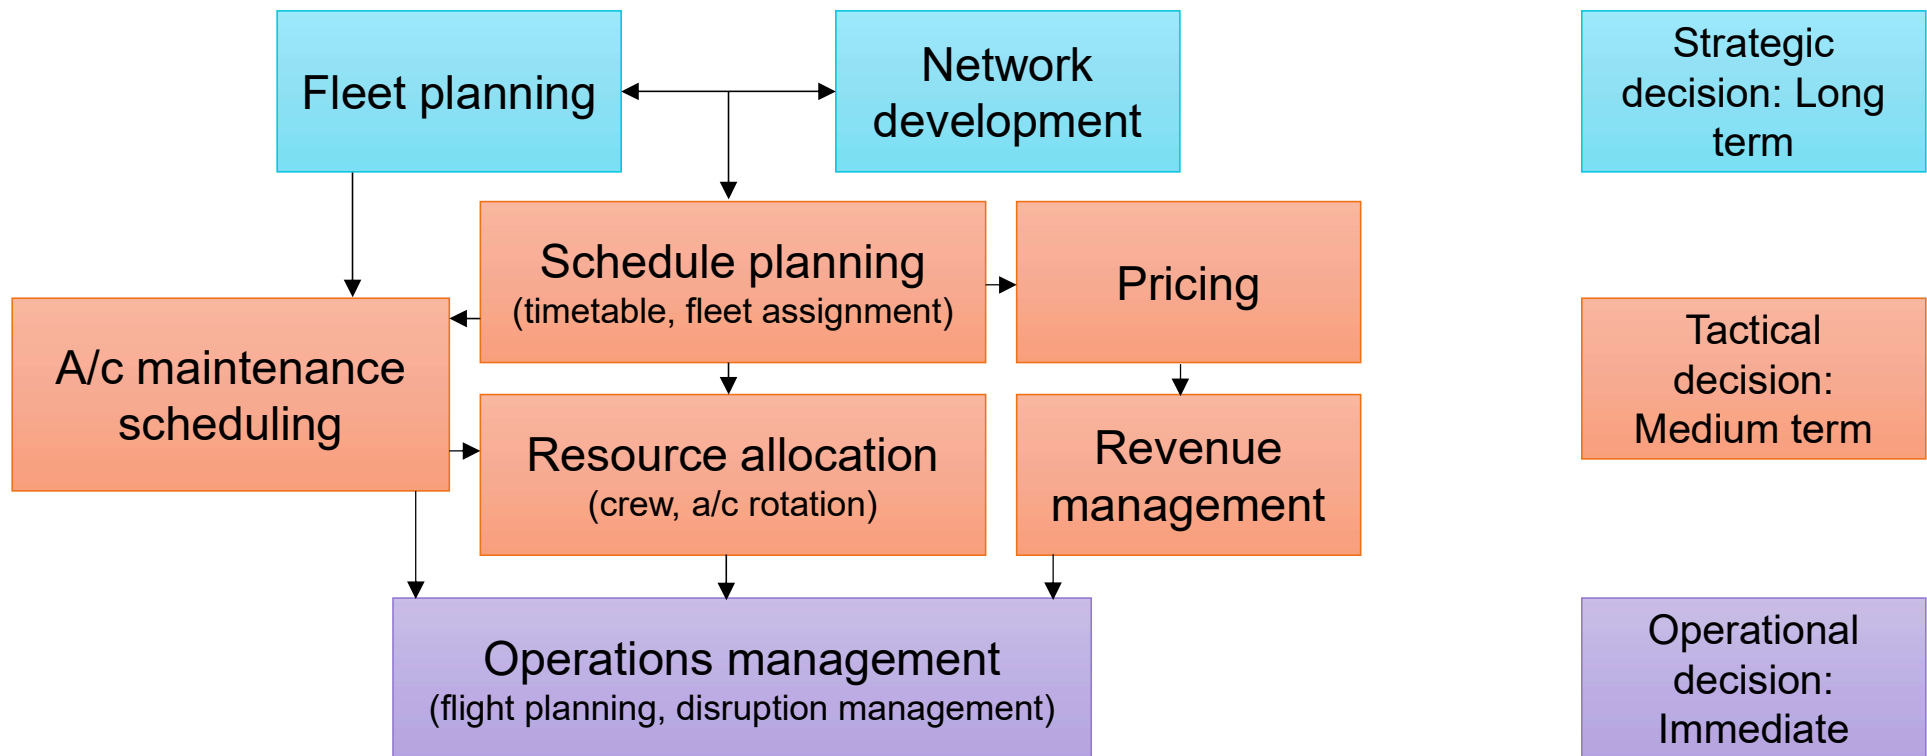 Fleet planning
Network
development
Strategic
decision: Long
term
Schedule planning
(timetable, fleet assignment)
Pricing
A/c maintenance
scheduling
Tactical
decision:
Medium term
Resource allocation
(crew, a/c rotation)
Revenue
management
Operations management
(flight planning, disruption management)
Operational
decision:
Immediate